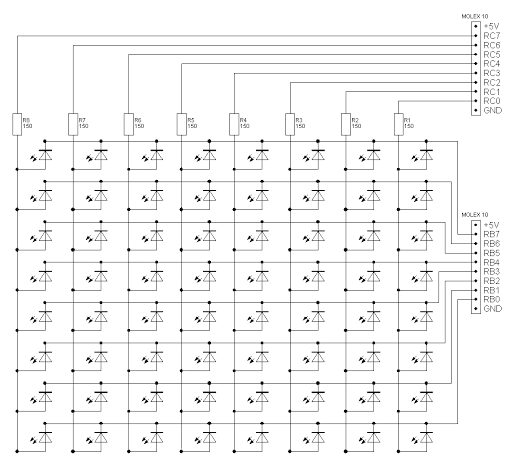 MOLEX 10
+5V
RC7
RC6
RC5
RC4
RC3
RC2
RC1
RC0
GND
R8
150
R7
150
R6
150
R5
150
R4
150
R3
150
R2
150
R1
150
MOLEX 10
+5V
RB7
RB6
RB5
RB4
RB3
RB2
RB1
RB0
GND